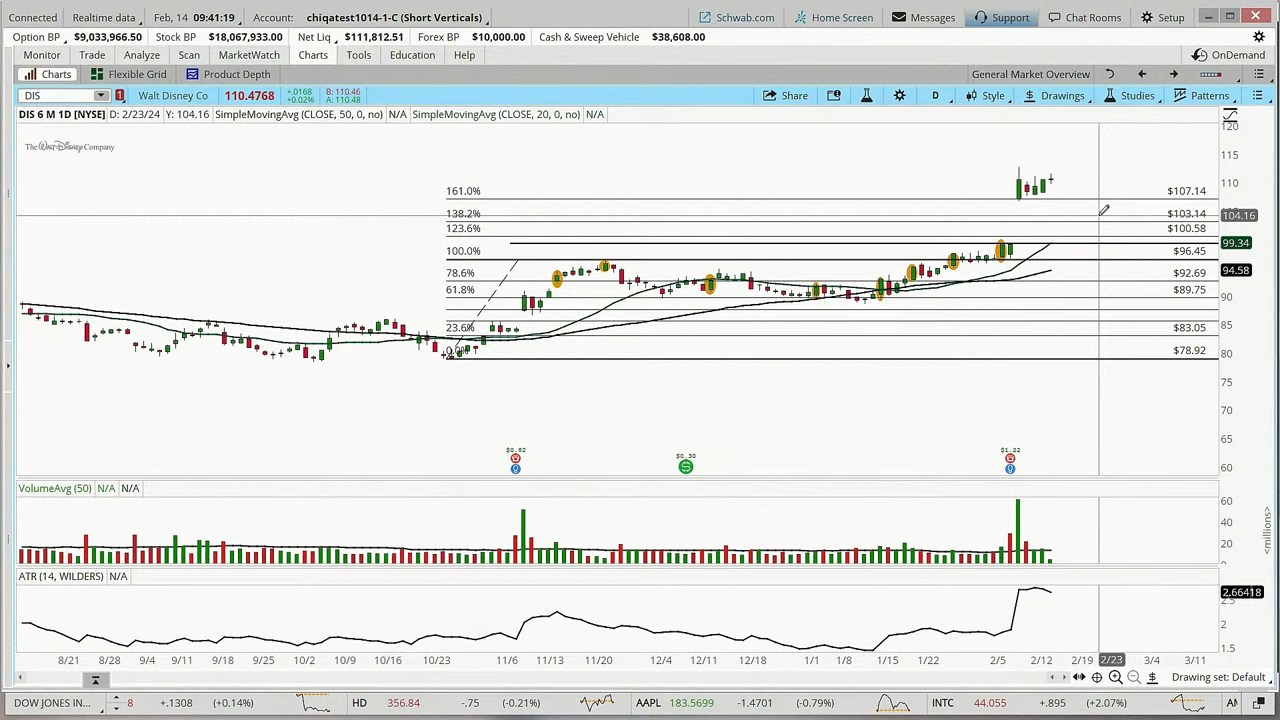 Connected Realtime data Feb, 14 09:41:19 Account: chiqatest1014-1-C (Short Verticals) Schwab.com Home Screen Messages Support Chat Rooms Setup
Option BP $9,033,966.50 Stock BP $18,067,933.00 Net Liq $111,812.51 Forex BP $10,000.00 Cash & Sweep Vehicle $38,608.00
Monitor Trade Analyze Scan MarketWatch Charts Tools Education Help OnDemand
Charts Flexible Grid Product Depth General Market Overview
DIS 1 Walt Disney Co 110.4768 +.0168 +0.02% B: 110.46 A: 110.48 Share D Style Drawings Studies Patterns
DIS 6 M 1D [NYSE] D: 2/23/24 Y: 104.16 SimpleMovingAvg (CLOSE, 50, 0, no) N/A SimpleMovingAvg (CLOSE, 20, 0, no) N/A
120
The Walt Disney Company
115
110
161.0% $107.14
138.2% $103.14 104.16
123.6% $100.58
99.34
100.0% $96.45
94.58
78.6% $92.69
61.8% $89.75 90
23.6% $83.05 85
0.0% $78.92 80
75
70
65
60
$0.82 $0.30 $1.22
VolumeAvg (50) N/A N/A
60
40
20
<millions>
ATR (14, WILDERS) N/A
2.66418
2.5
2
1.5
8/21 8/28 9/4 9/11 9/18 9/25 10/2 10/9 10/16 10/23 11/6 11/13 11/20 12/4 12/11 12/18 1/1 1/8 1/15 1/22 2/5 2/12 2/19 2/23 3/4 3/11
Drawing set: Default
DOW JONES IN... 8 +.1308 +0.14% HD 356.84 -.75 (-0.21%) AAPL 183.5699 -1.4701 (-0.79%) INTC 44.055 +.895 (+2.07%)